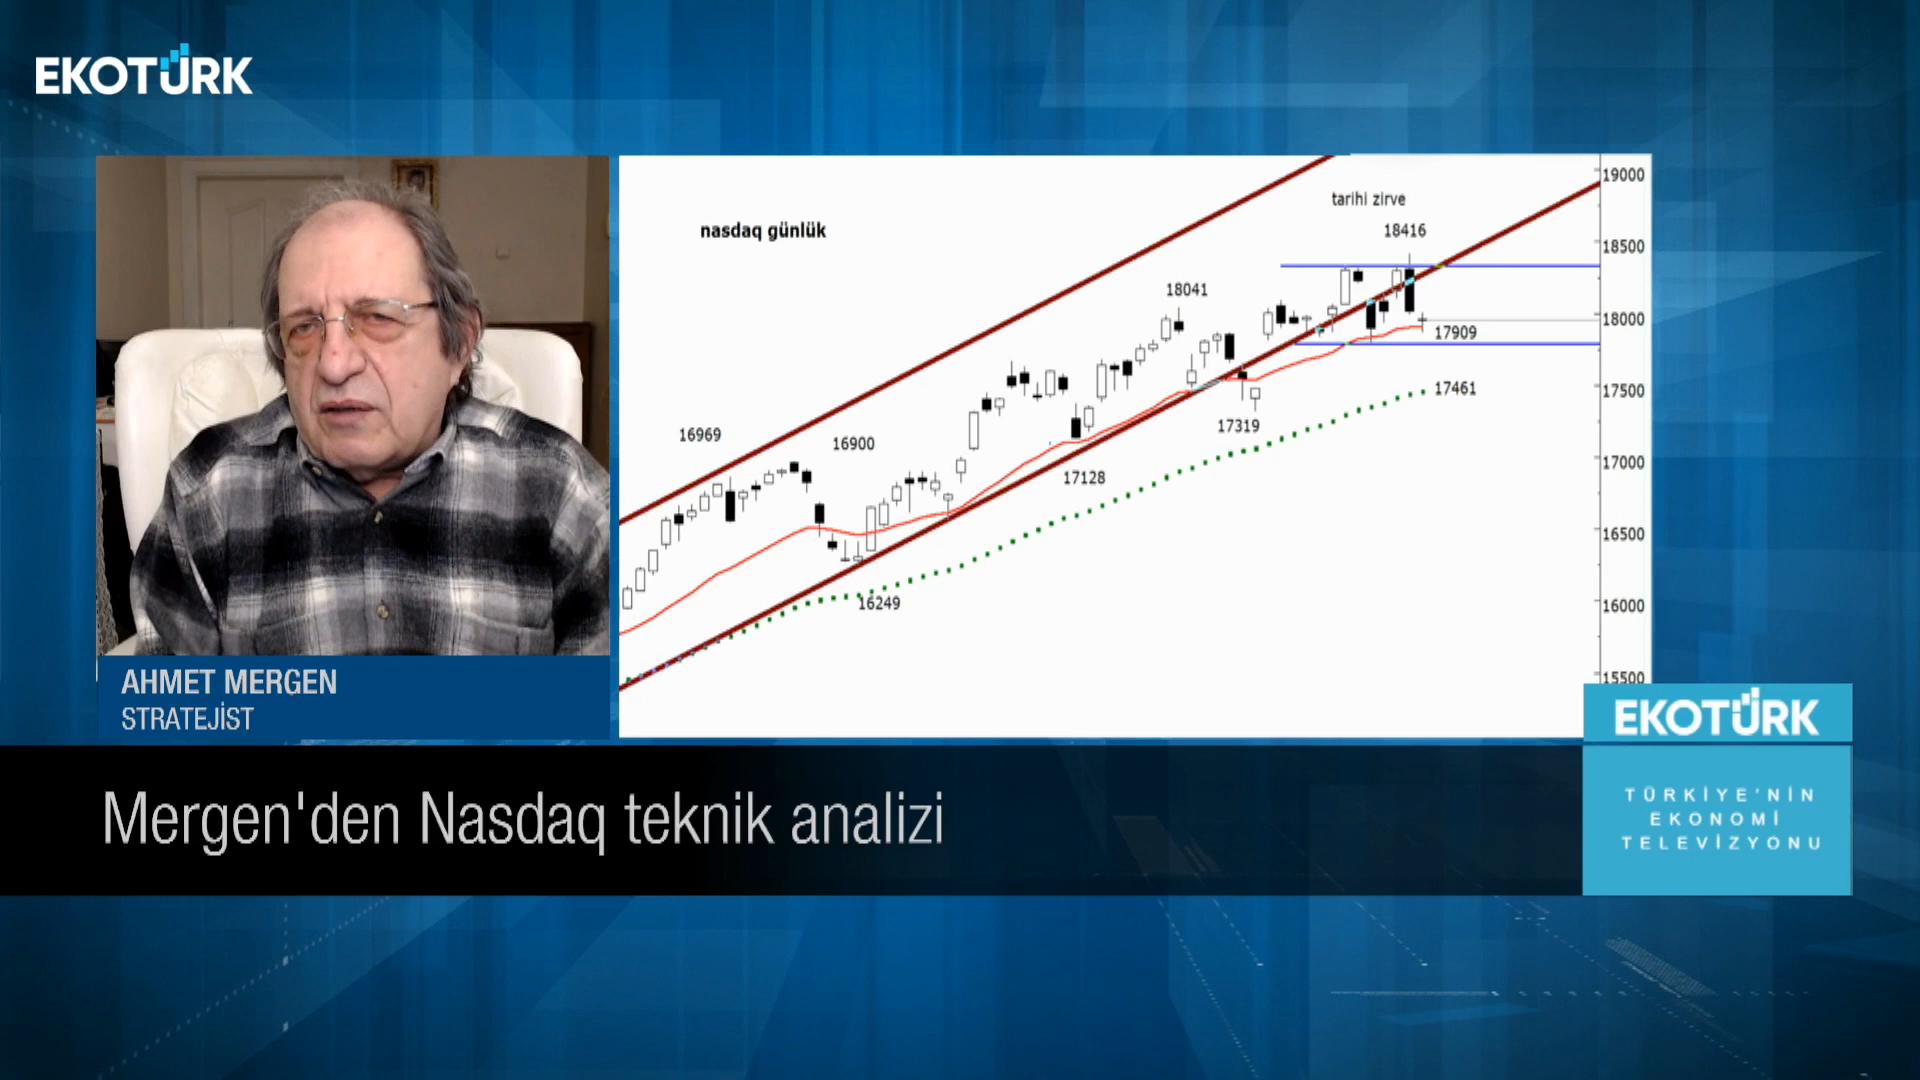 EKOTÜRK
nasdaq günlük
tarihi zirve
18416
18041
17909
17461
16969
16900
17319
17128
16249
19000
18500
18000
17500
17000
16500
16000
15500
AHMET MERGEN
STRATEJİST
EKOTÜRK
Mergen'den Nasdaq teknik analizi
TÜRKİYE'NİN
EKONOMİ
TELEVİZYONU